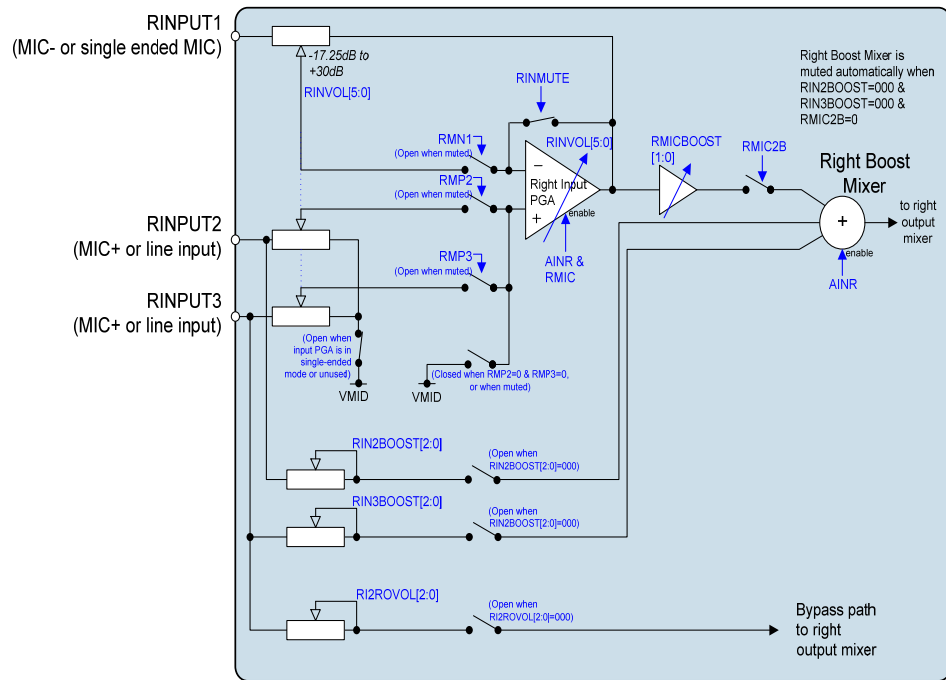 RINPUT1
(MIC- or single ended MIC)
-17.25dB to
+30dB
RINVOL[5:0]
RINMUTE
Right Boost Mixer is
muted automatically when
RIN2BOOST=000 &
RIN3BOOST=000 &
RMIC2B=0
RMN1
(Open when muted)
RINVOL[5:0]
RMICBOOST
[1:0]
RMIC2B
Right Boost
Mixer
RMP2
(Open when muted)
−
Right Input
PGA
+
enable
+
enable
to right
output
mixer
RINPUT2
(MIC+ or line input)
RMP3
(Open when muted)
AINR &
RMIC
AINR
RINPUT3
(MIC+ or line input)
(Open when
input PGA is in
single-ended
mode or unused)
VMID
(Closed when RMP2=0 & RMP3=0,
or when muted)
VMID
RIN2BOOST[2:0]
(Open when
RIN2BOOST[2:0]=000)
RIN3BOOST[2:0]
(Open when
RIN2BOOST[2:0]=000)
RI2ROVOL[2:0]
(Open when
RI2ROVOL[2:0]=000)
Bypass path
to right
output mixer